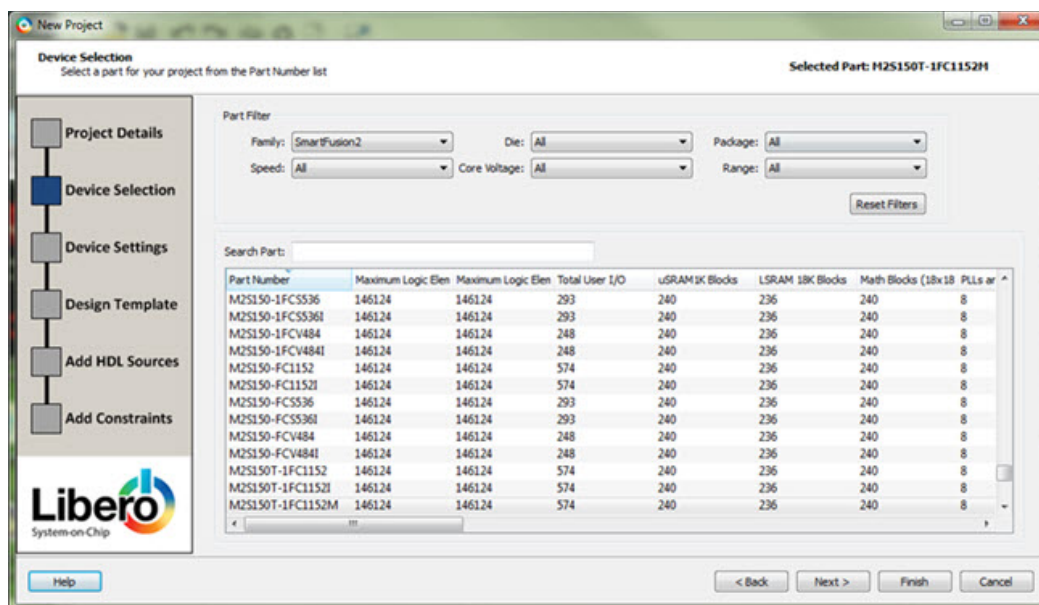 New Project
Device Selection
Select a part for your project from the Part Number list
Selected Part: M2S150T-1FC1152M
Project Details
Device Selection
Device Settings
Design Template
Add HDL Sources
Add Constraints
Libero
System-on-Chip
Part Filter
Family: SmartFusion2 Die: All Package: All
Speed: All Core Voltage: All Range: All
Reset Filters
Search Part:
Part Number Maximum Logic Elen Maximum Logic Elen Total User I/O uSRAM1K Blocks LSRAM 18K Blocks Math Blocks (18x18 PLLs ar
M2S150-1FCS536 146124 146124 293 240 236 240 8
M2S150-1FCS536I 146124 146124 293 240 236 240 8
M2S150-1FCV484 146124 146124 248 240 236 240 8
M2S150-1FCV484I 146124 146124 248 240 236 240 8
M2S150-FC1152 146124 146124 574 240 236 240 8
M2S150-FC1152I 146124 146124 574 240 236 240 8
M2S150-FCS536 146124 146124 293 240 236 240 8
M2S150-FCS536I 146124 146124 293 240 236 240 8
M2S150-FCV484 146124 146124 248 240 236 240 8
M2S150-FCV484I 146124 146124 248 240 236 240 8
M2S150T-1FC1152 146124 146124 574 240 236 240 8
M2S150T-1FC1152I 146124 146124 574 240 236 240 8
M2S150T-1FC1152M 146124 146124 574 240 236 240 8
Help < Back Next > Finish Cancel